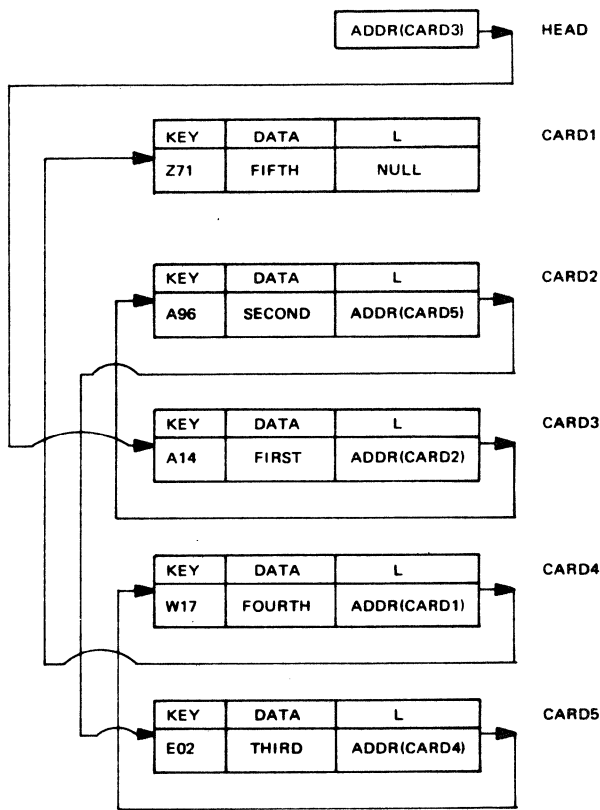 ADDR(CARD3) HEAD
CARD1
KEY DATA L
Z71 FIFTH NULL
CARD2
KEY DATA L
A96 SECOND ADDR(CARD5)
CARD3
KEY DATA L
A14 FIRST ADDR(CARD2)
CARD4
KEY DATA L
W17 FOURTH ADDR(CARD1)
CARD5
KEY DATA L
E02 THIRD ADDR(CARD4)